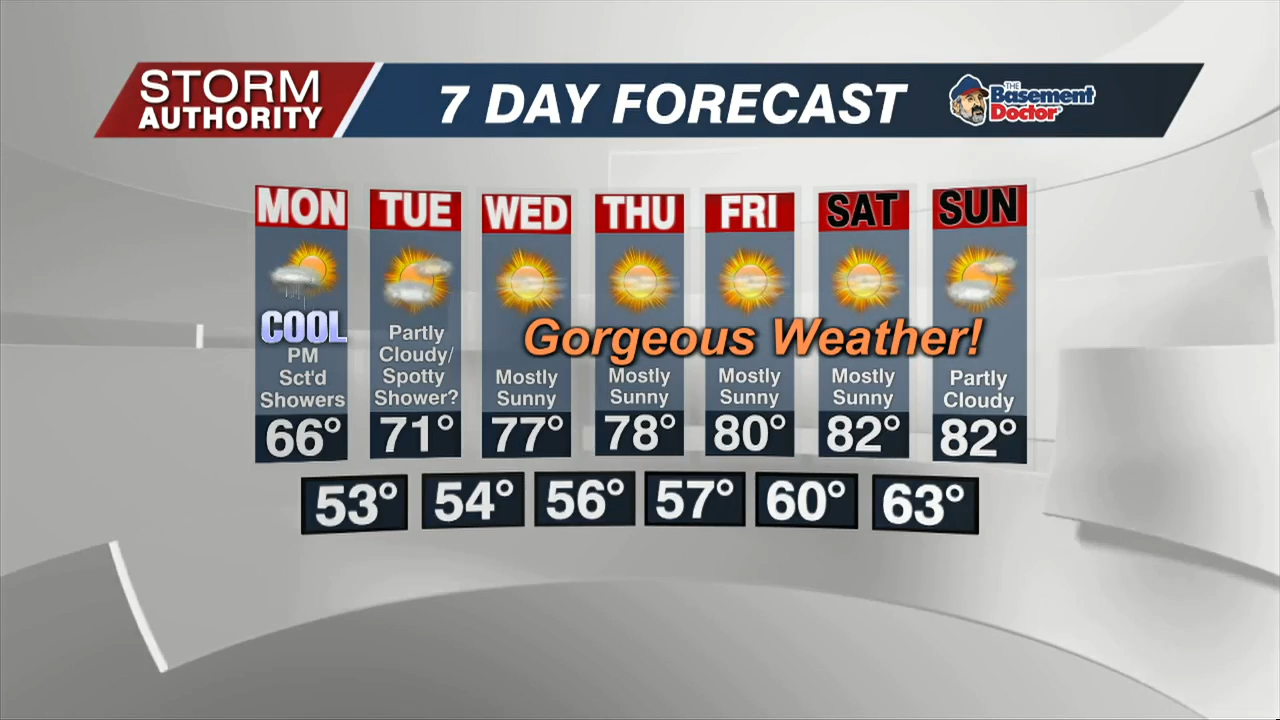 STORM
AUTHORITY
7 DAY FORECAST
THE
Basement
Doctor
MON
TUE
WED
THU
FRI
SAT
SUN
COOL
PM
Sct'd
Showers
Partly
Cloudy/
Spotty
Shower?
Gorgeous Weather!
Mostly
Sunny
Mostly
Sunny
Mostly
Sunny
Mostly
Sunny
Partly
Cloudy
66°
71°
77°
78°
80°
82°
82°
53°
54°
56°
57°
60°
63°